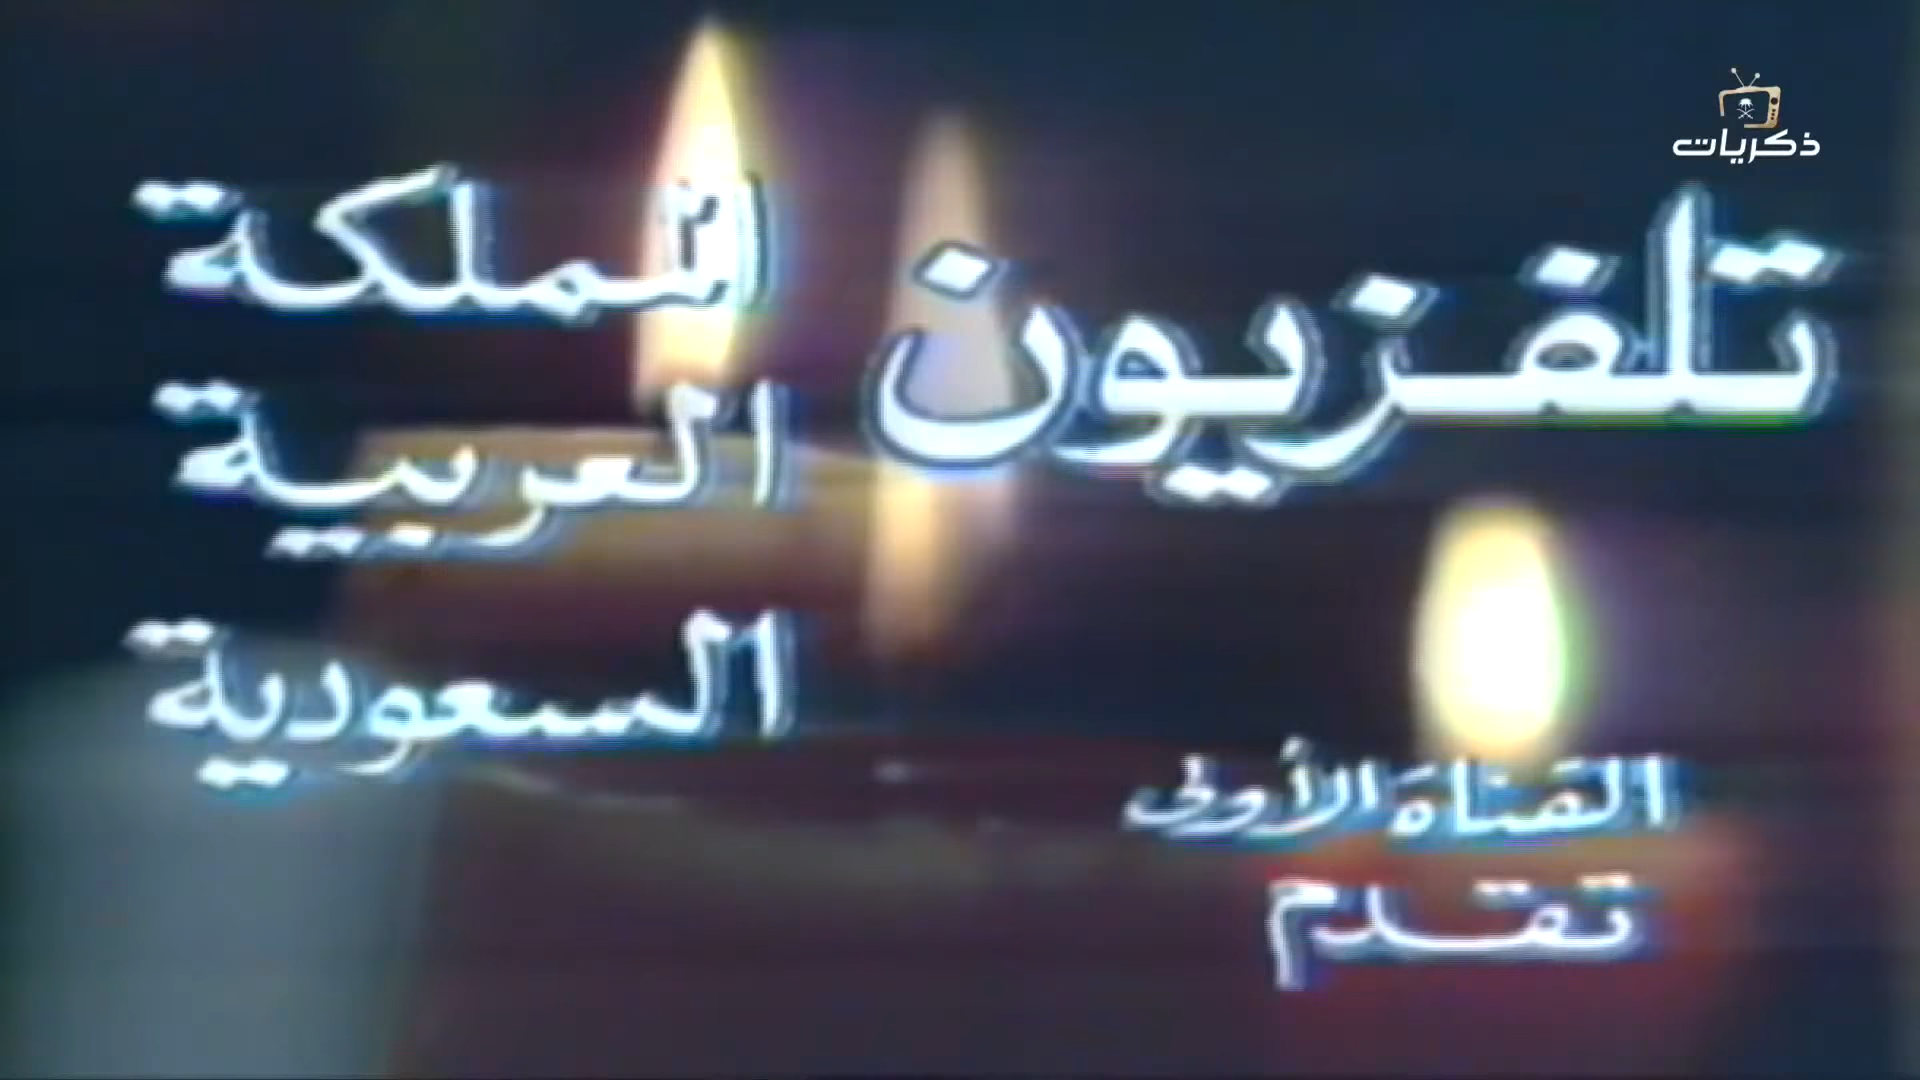 ذكريات
تلفزيون
المملكة
العربية
السعودية
القناة الأولى
تقدم